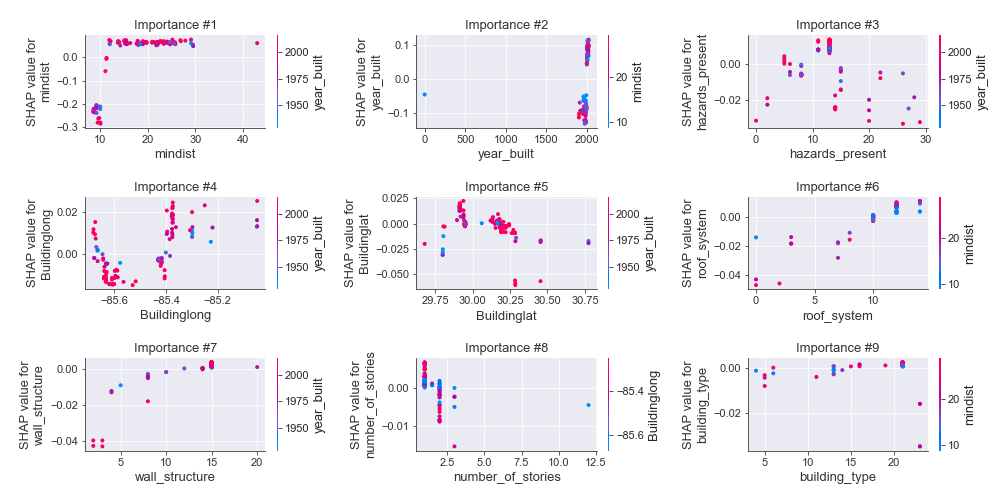 Importance #1
SHAP value for
mindist
0.0
−0.1
−0.2
−0.3
10
20
30
40
mindist
2000
1975
1950
year_built
Importance #2
SHAP value for
year_built
0.1
0.0
−0.1
0
500
1000
1500
2000
year_built
20
10
mindist
Importance #3
SHAP value for
hazards_present
0.00
−0.02
0
10
20
30
hazards_present
2000
1975
1950
year_built
Importance #4
SHAP value for
Buildinglong
0.02
0.00
−85.6
−85.4
−85.2
Buildinglong
2000
1950
year_built
Importance #5
SHAP value for
Buildinglat
0.025
0.000
−0.025
−0.050
29.75
30.00
30.25
30.50
30.75
Buildinglat
2000
1950
year_built
Importance #6
SHAP value for
roof_system
0.00
−0.02
−0.04
0
5
10
roof_system
20
10
mindist
Importance #7
SHAP value for
wall_structure
0.00
−0.02
−0.04
5
10
15
20
wall_structure
2000
1975
1950
year_built
Importance #8
SHAP value for
number_of_stories
0.00
−0.01
2.5
5.0
7.5
10.0
12.5
number_of_stories
−85.4
−85.6
Buildinglong
Importance #9
SHAP value for
building_type
0.00
−0.02
5
10
15
20
building_type
20
10
mindist